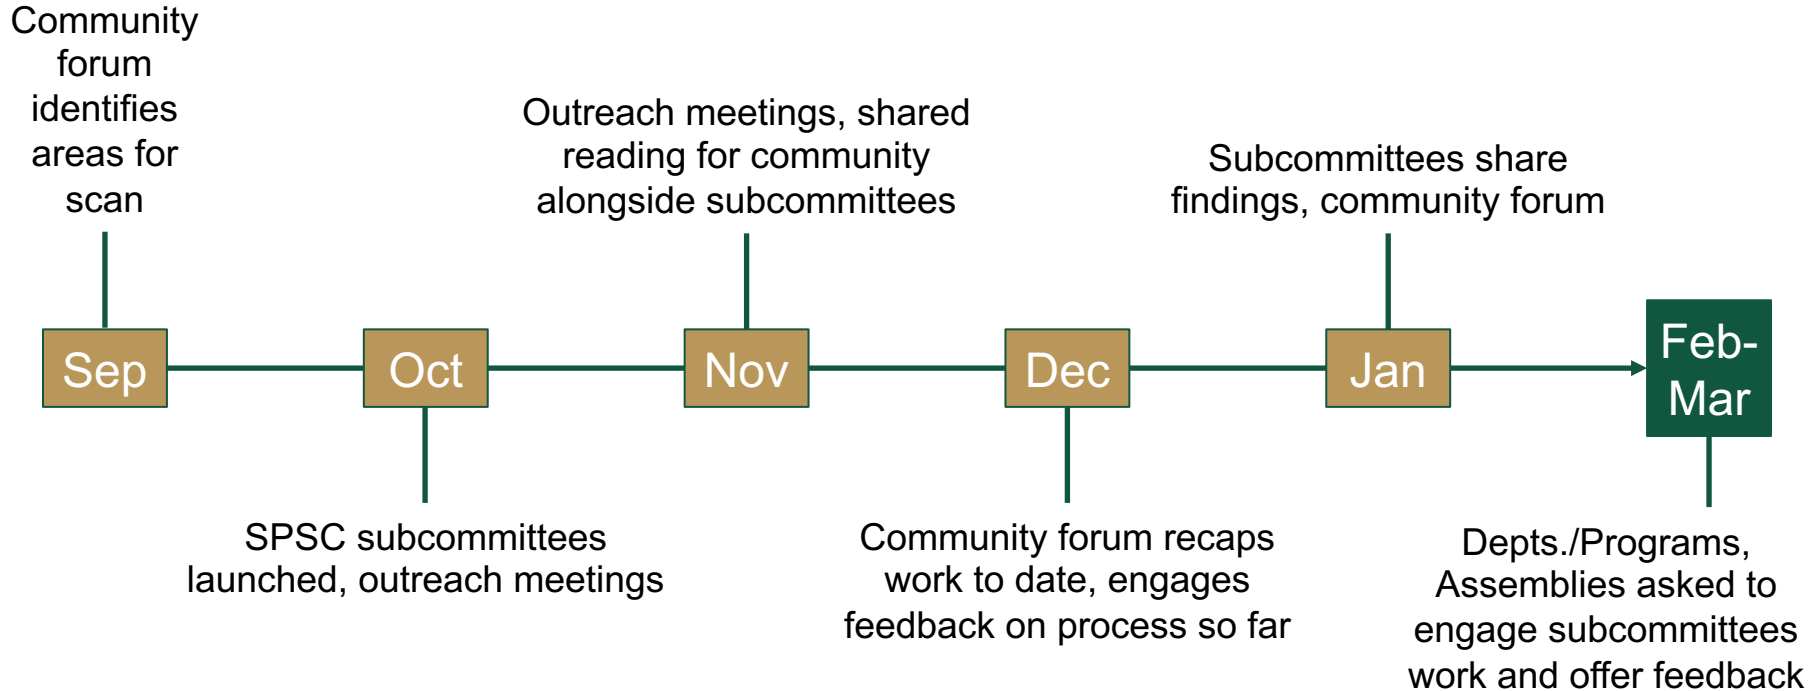 Community
forum
identifies
areas for
scan
Outreach meetings, shared
reading for community
alongside subcommittees
Subcommittees share
findings, community forum
Sep
Oct
Nov
Dec
Jan
Feb-
Mar
SPSC subcommittees
launched, outreach meetings
Community forum recaps
work to date, engages
feedback on process so far
Depts./Programs,
Assemblies asked to
engage subcommittees
work and offer feedback